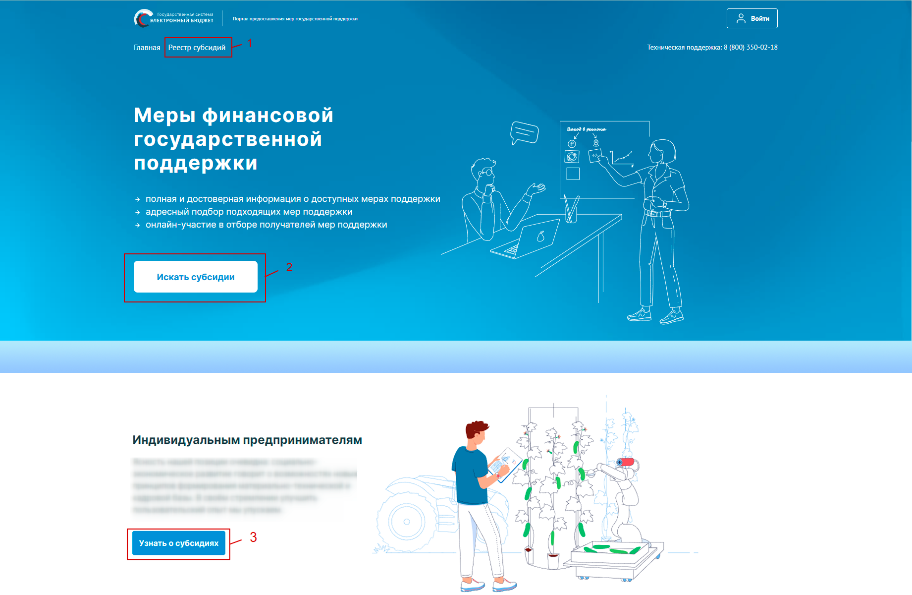 ГОСУДАРСТВЕННАЯ СИСТЕМА
ЭЛЕКТРОННЫЙ БЮДЖЕТ
Портал предоставления мер государственной поддержки
Войти
Главная
Реестр субсидий
1
Техническая поддержка: 8 (800) 350-02-18
Меры финансовой
государственной
поддержки
→ полная и достоверная информация о доступных мерах поддержки
→ адресный подбор подходящих мер поддержки
→ онлайн-участие в отборе получателей мер поддержки
Искать субсидии
2
Индивидуальным предпринимателям
Узнать о субсидиях
3